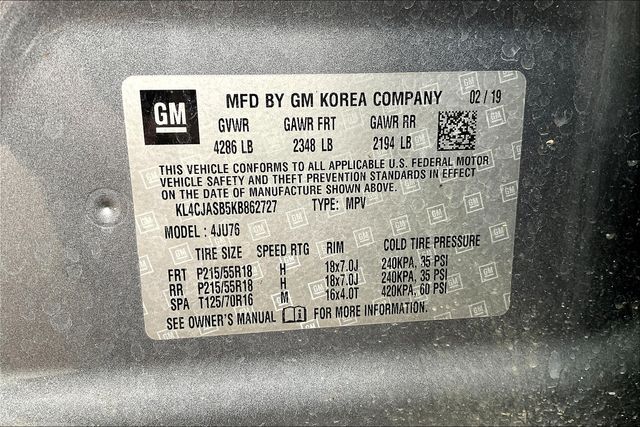 GM
MFD BY GM KOREA COMPANY 02 / 19
GVWR GAWR FRT GAWR RR
4286 LB 2348 LB 2194 LB
THIS VEHICLE CONFORMS TO ALL APPLICABLE U.S. FEDERAL MOTOR
VEHICLE SAFETY AND THEFT PREVENTION STANDARDS IN EFFECT
ON THE DATE OF MANUFACTURE SHOWN ABOVE.
KL4CJASB5KB862727 TYPE: MPV
MODEL : 4JU76
TIRE SIZE SPEED RTG RIM COLD TIRE PRESSURE
FRT P215/55R18 H 18x7.0J 240KPA, 35 PSI
RR P215/55R18 H 18x7.0J 240KPA, 35 PSI
SPA T125/70R16 M 16x4.0T 420KPA, 60 PSI
SEE OWNER'S MANUAL FOR MORE INFORMATION.